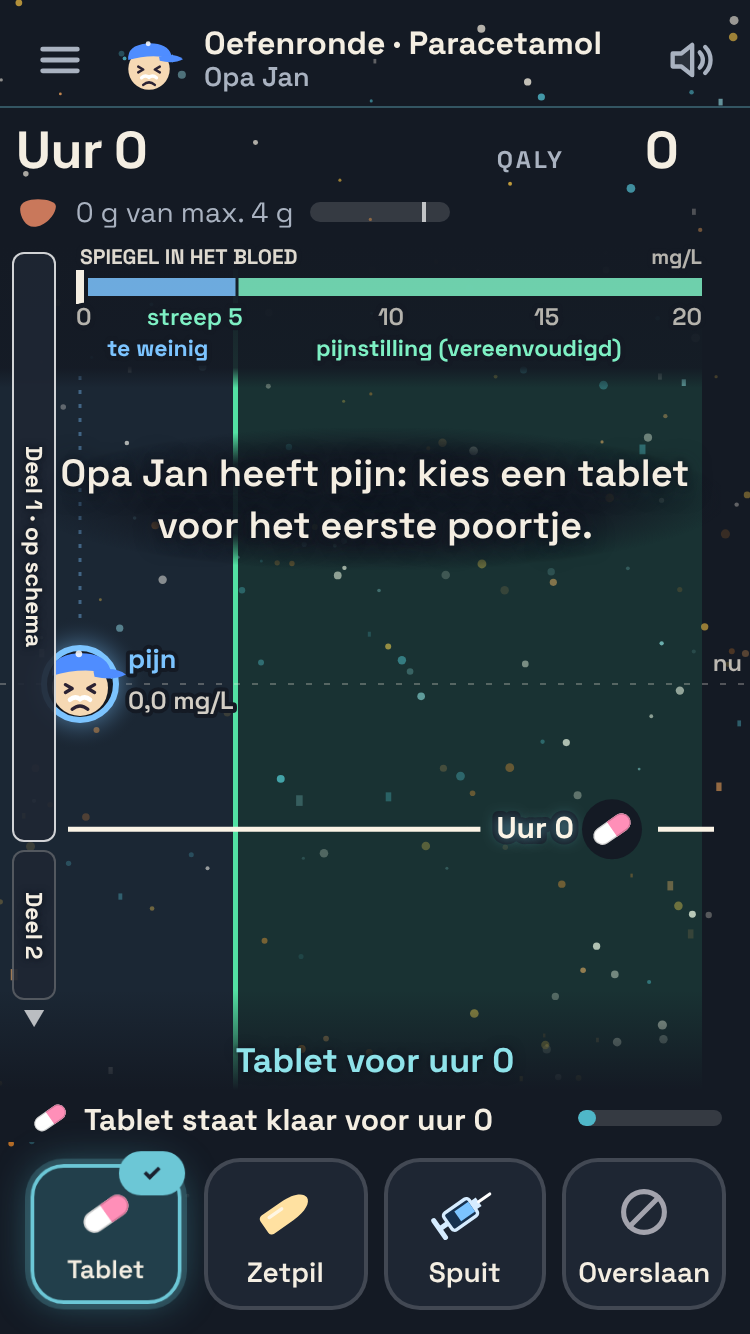 Oefenronde · Paracetamol
Opa Jan
Uur 0
QALY 0
0 g van max. 4 g
SPIEGEL IN HET BLOED mg/L
0 streep 5 10 15 20
te weinig pijnstilling (vereenvoudigd)
Deel 1 · op schema
Opa Jan heeft pijn: kies een tablet
voor het eerste poortje.
pijn
nu
0,0 mg/L
Uur 0
Deel 2
Tablet voor uur 0
Tablet staat klaar voor uur 0
Tablet Zetpil Spuit Overslaan